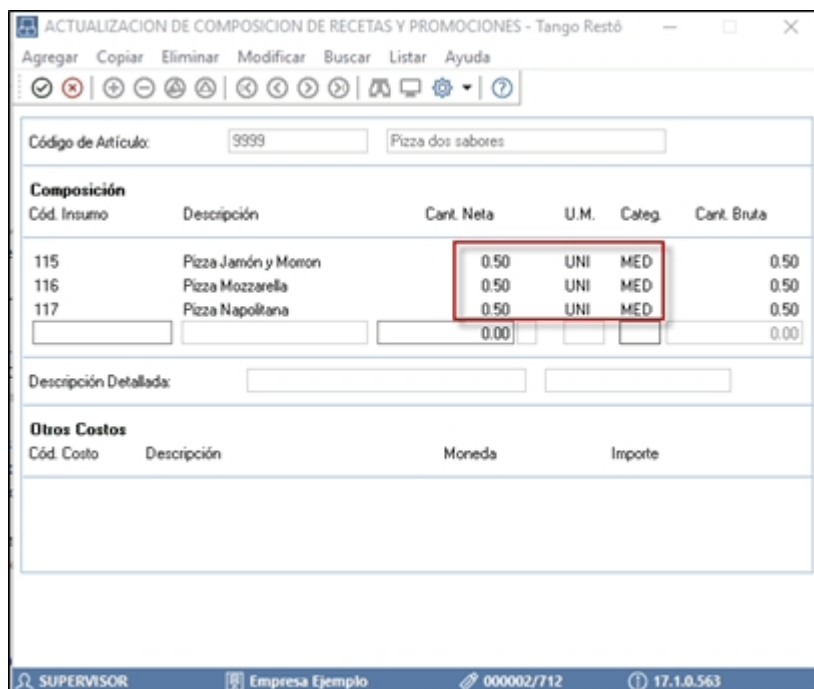 ACTUALIZACION DE COMPOSICION DE RECETAS Y PROMOCIONES - Tango Restó
Agregar Copiar Eliminar Modificar Buscar Listar Ayuda
Código de Artículo: 9999 Pizza dos sabores
Composición
Cód. Insumo Descripción Cant. Neta U.M. Categ. Cant. Bruta
115 Pizza Jamón y Morron 0.50 UNI MED 0.50
116 Pizza Mozzarella 0.50 UNI MED 0.50
117 Pizza Napolitana 0.50 UNI MED 0.50
0.00 0.00
Descripción Detallada:
Otros Costos
Cód. Costo Descripción Moneda Importe
SUPERVISOR Empresa Ejemplo 000002/712 17.1.0.563